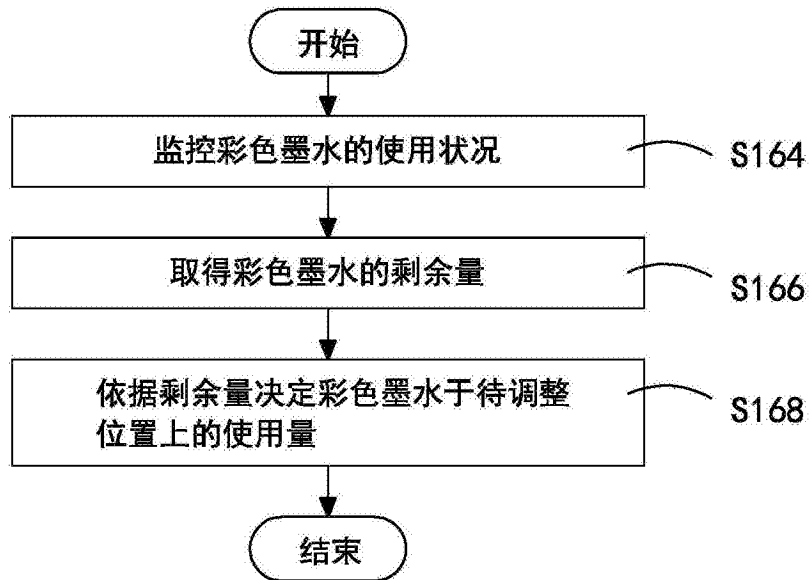 开始
监控彩色墨水的使用状况
S164
取得彩色墨水的剩余量
S166
依据剩余量决定彩色墨水于待调整
位置上的使用量
S168
结束